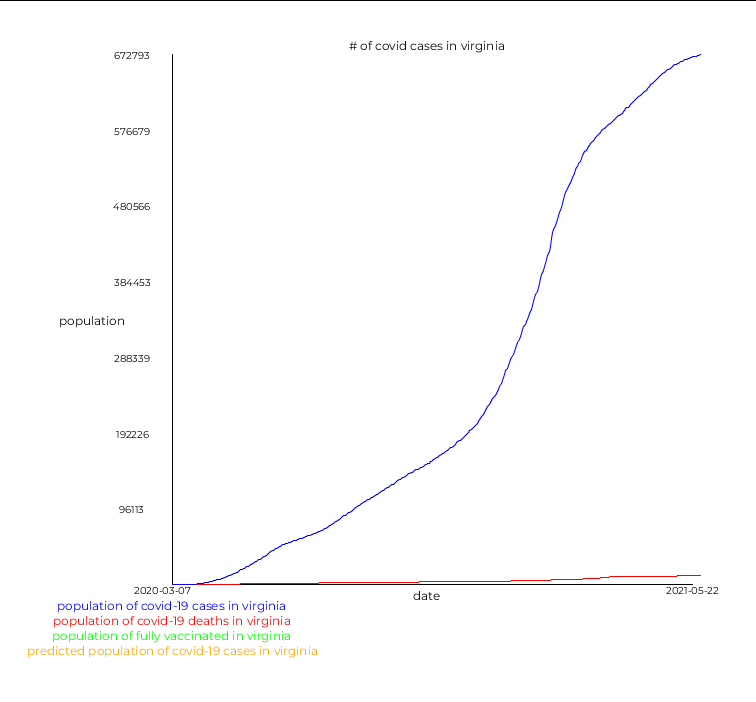 # of covid cases in virginia
672793
576679
480566
384453
population
288339
192226
96113
2020-03-07
2021-05-22
date
population of covid-19 cases in virginia
population of covid-19 deaths in virginia
population of fully vaccinated in virginia
predicted population of covid-19 cases in virginia